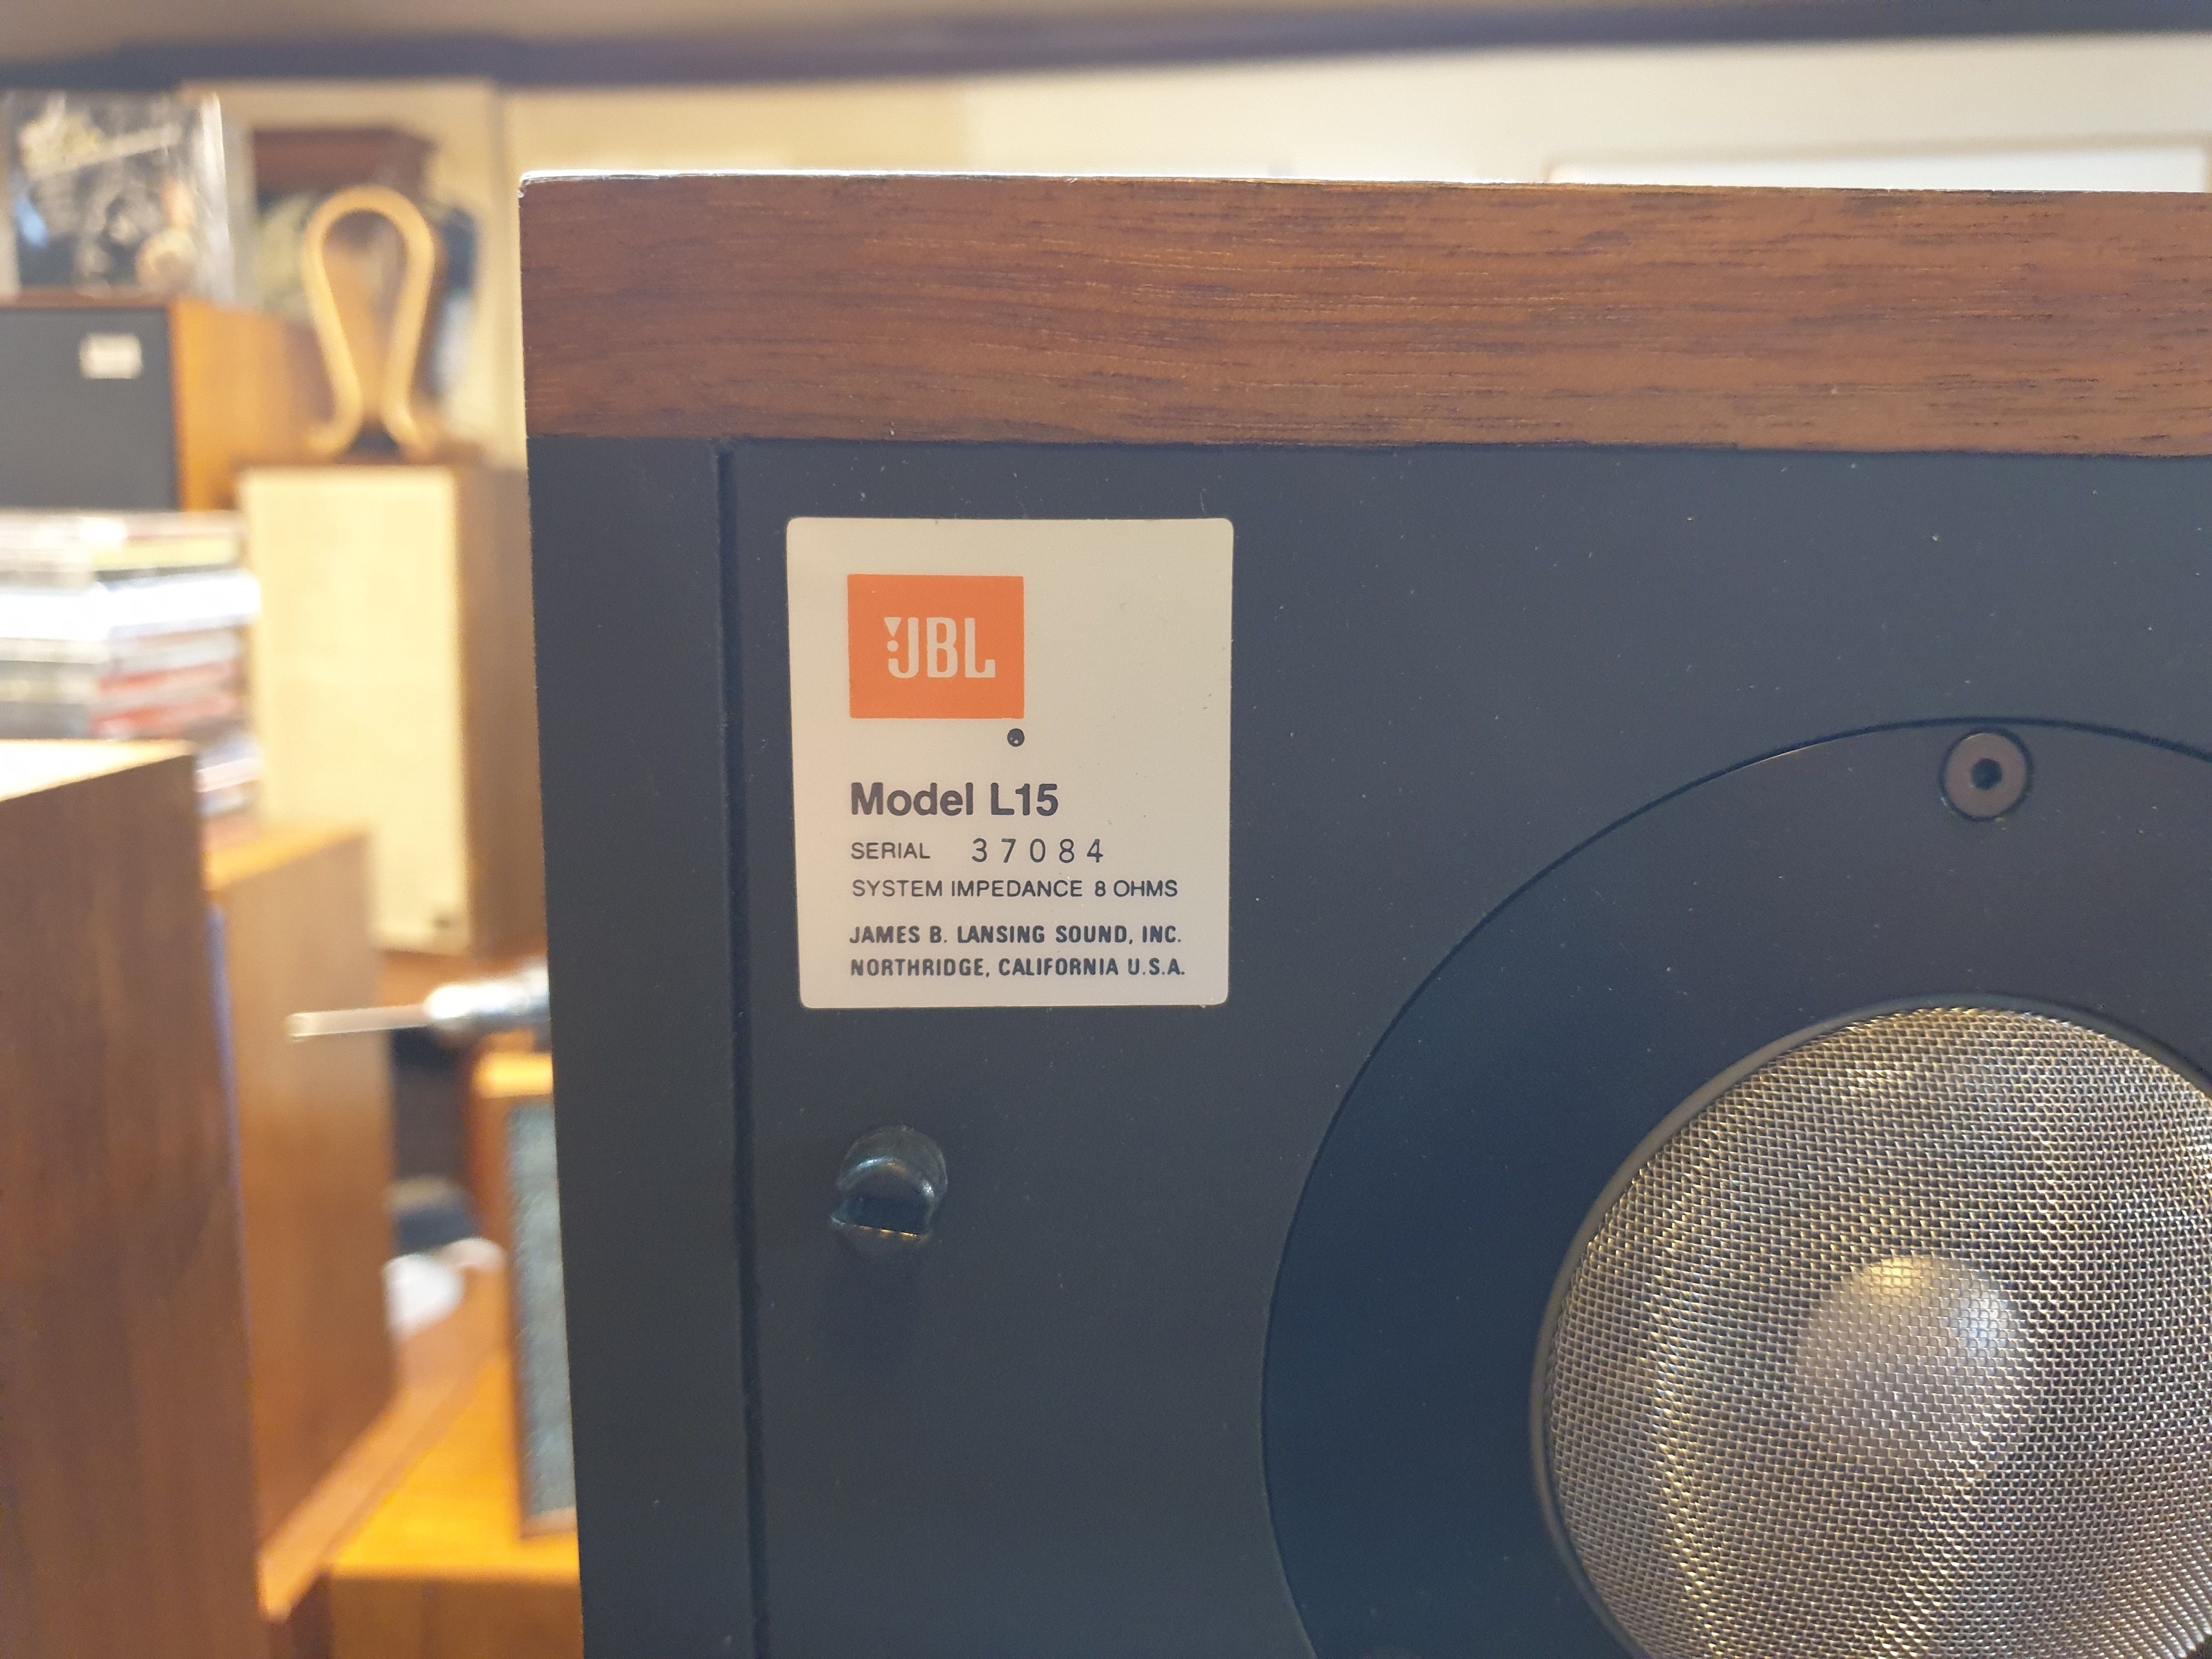 JBL
Model L15
SERIAL 37084
SYSTEM IMPEDANCE 8 OHMS
JAMES B. LANSING SOUND, INC.
NORTHRIDGE, CALIFORNIA U.S.A.